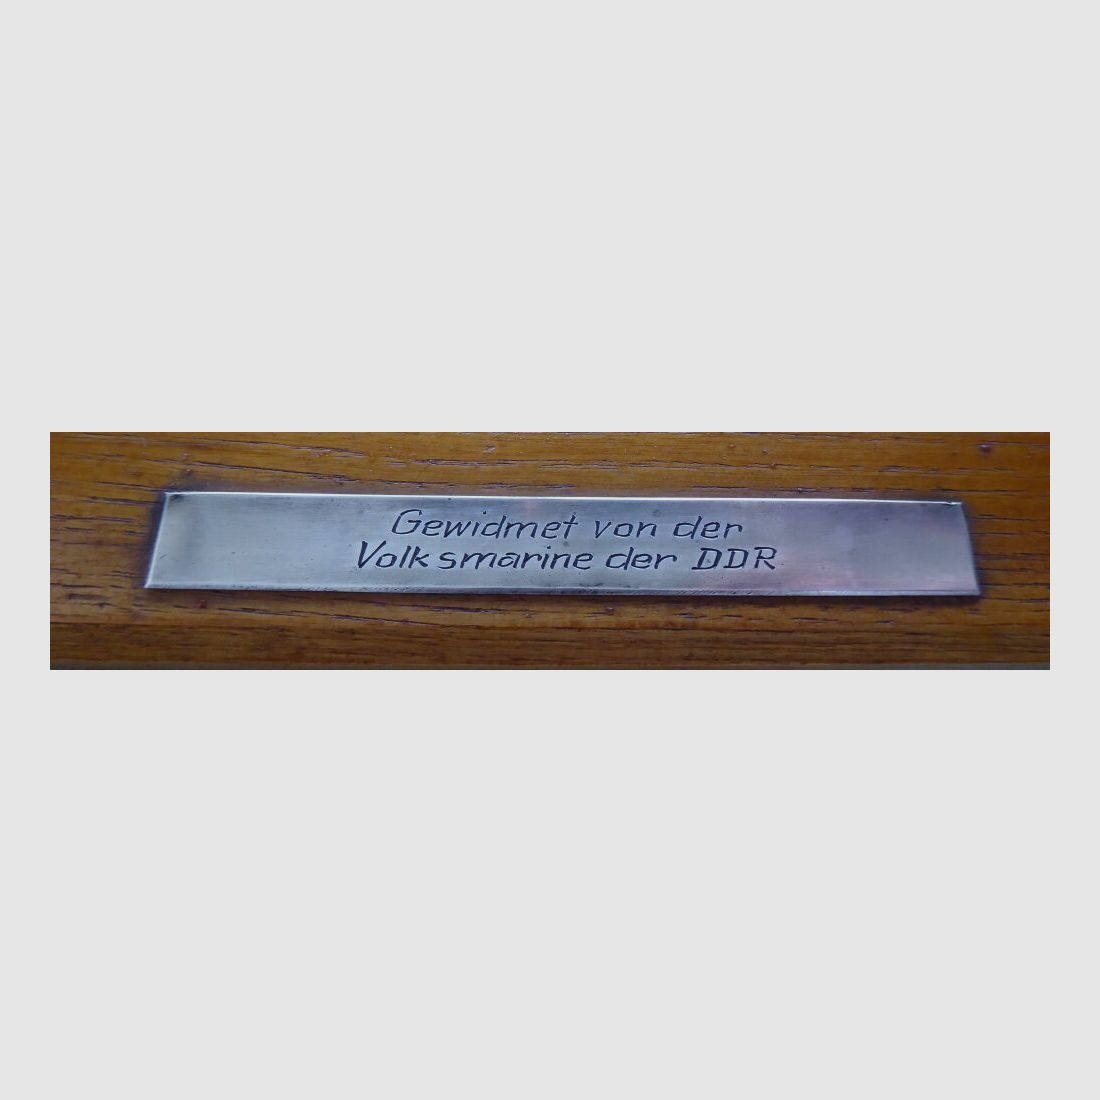 Gewidmet von der
Volksmarine der DDR